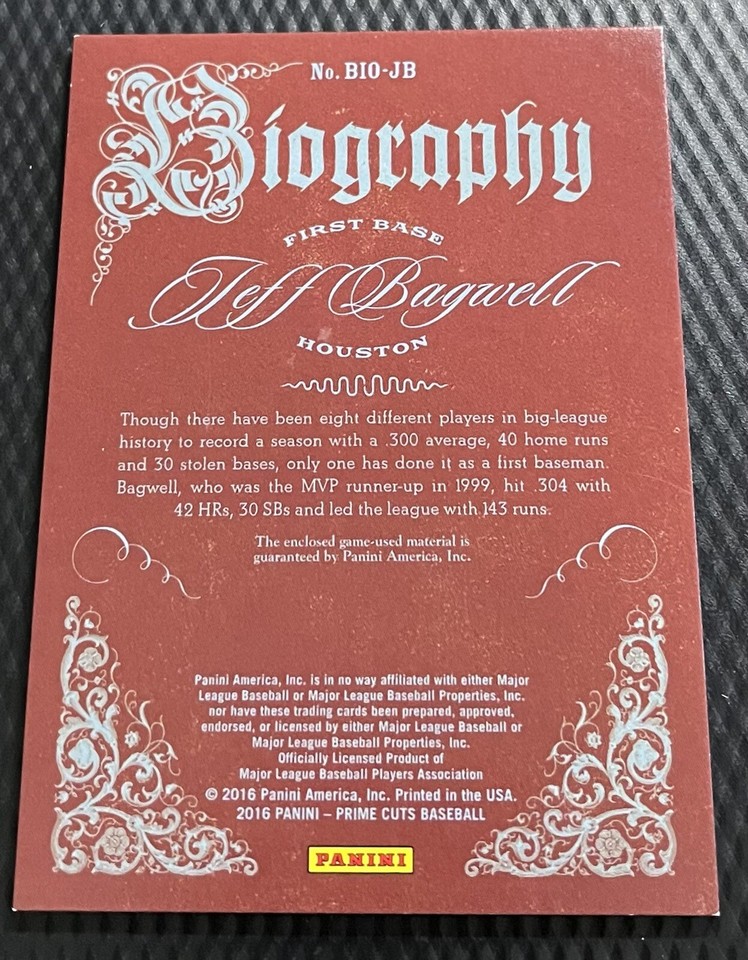 No. BIO-JB
Biography
FIRST BASE
Jeff Bagwell
HOUSTON
Though there have been eight different players in big-league
history to record a season with a .300 average, 40 home runs
and 30 stolen bases, only one has done it as a first baseman.
Bagwell, who was the MVP runner-up in 1999, hit .304 with
42 HRs, 30 SBs and led the league with 143 runs.
The enclosed game-used material is
guaranteed by Panini America, Inc.
Panini America, Inc. is in no way affiliated with either Major
League Baseball or Major League Baseball Properties, Inc.
nor have these trading cards been prepared, approved,
endorsed, or licensed by either Major League Baseball or
Major League Baseball Properties, Inc.
Officially Licensed Product of
Major League Baseball Players Association
© 2016 Panini America, Inc. Printed in the USA.
2016 PANINI – PRIME CUTS BASEBALL
PANINI